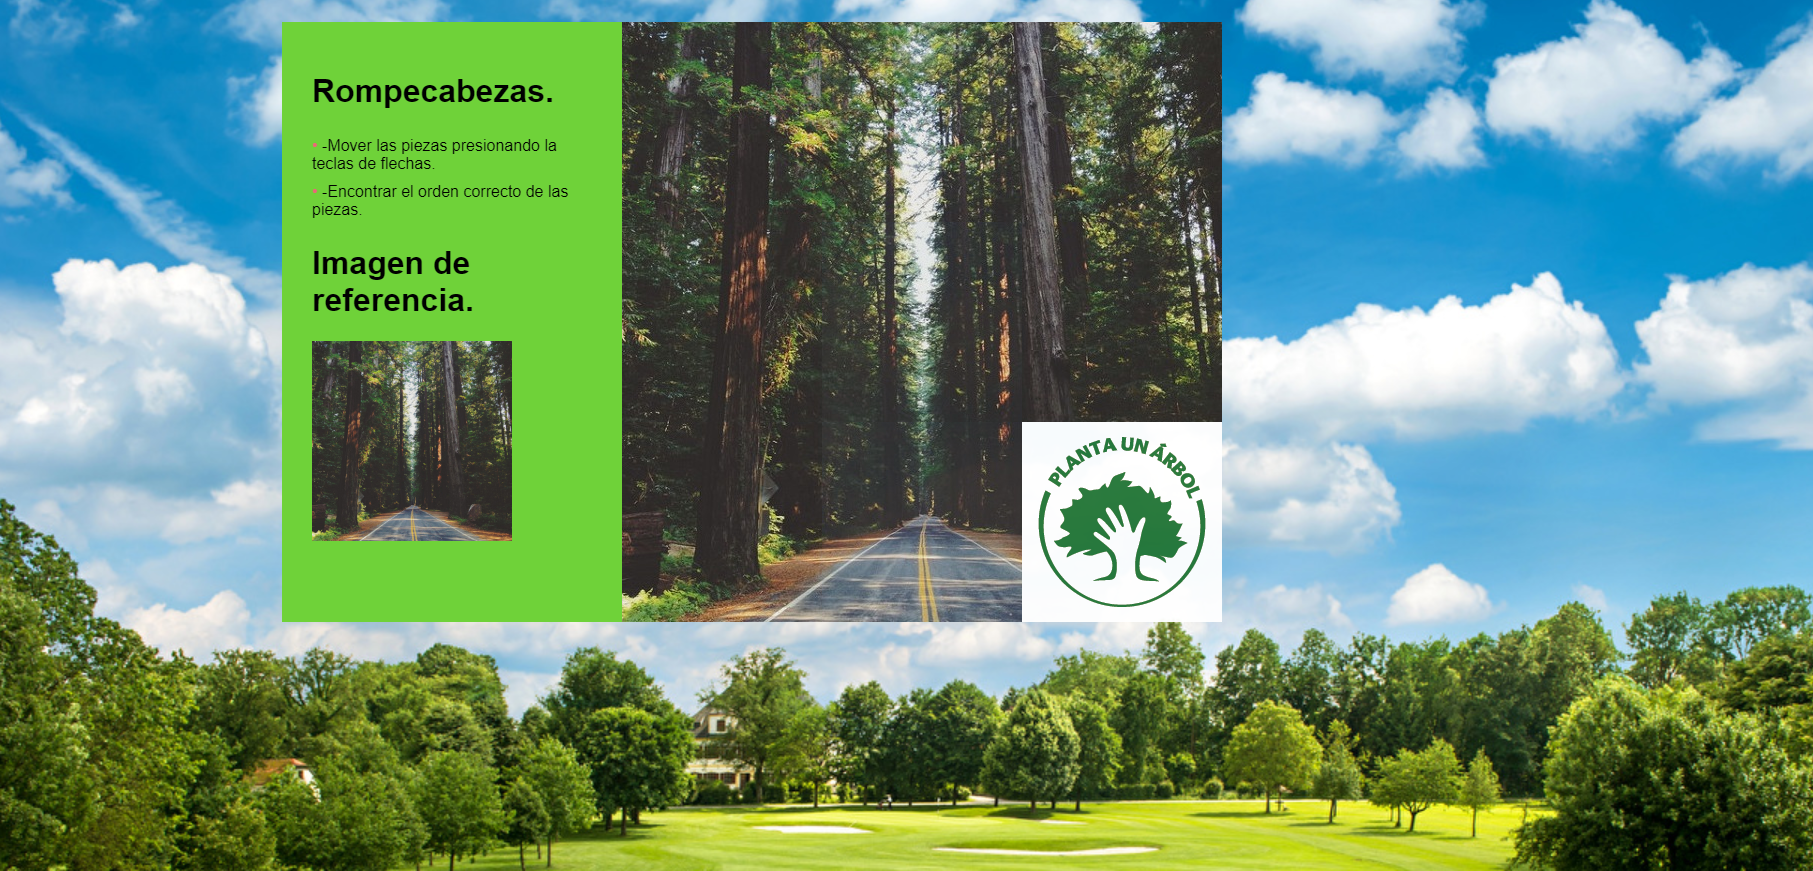 Rompecabezas.
• -Mover las piezas presionando la
teclas de flechas.
• -Encontrar el orden correcto de las
piezas.
Imagen de
referencia.
PLANTA UN ÁRBOL